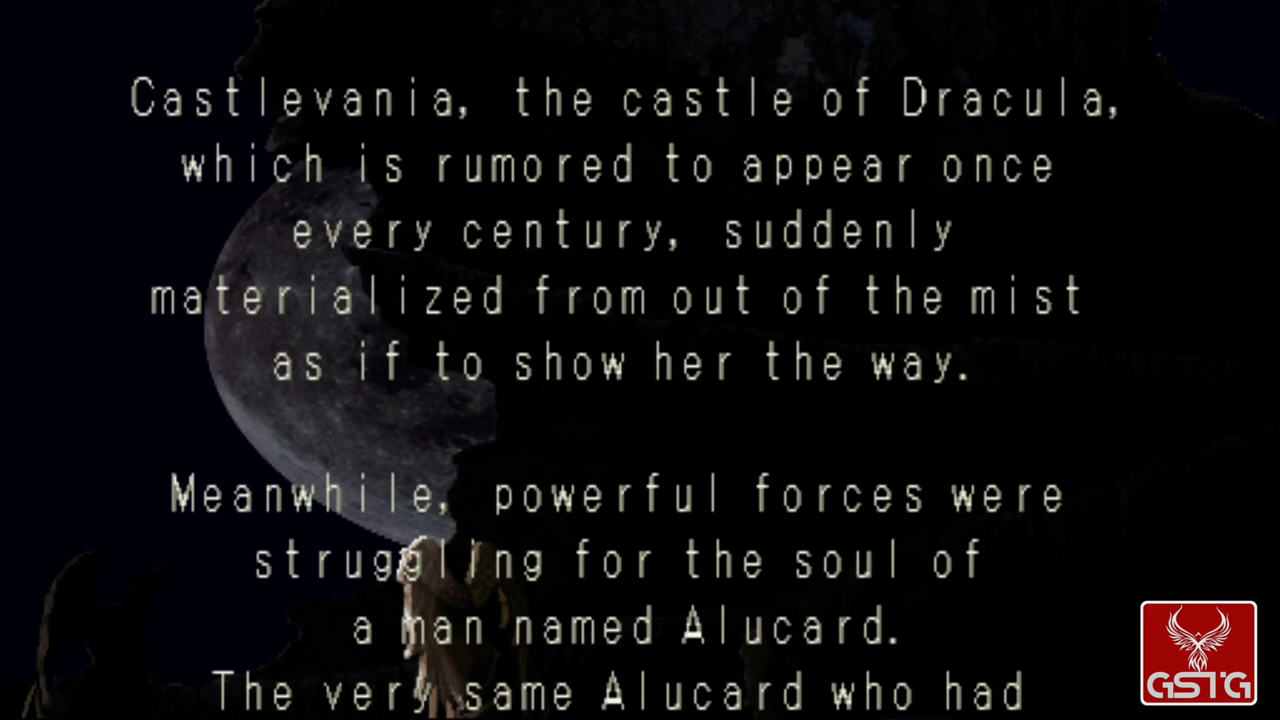 Castlevania, the castle of Dracula,
which is rumored to appear once
every century, suddenly
materialized from out of the mist
as if to show her the way.
Meanwhile, powerful forces were
struggling for the soul of
a man named Alucard.
The very same Alucard who had
GSTG